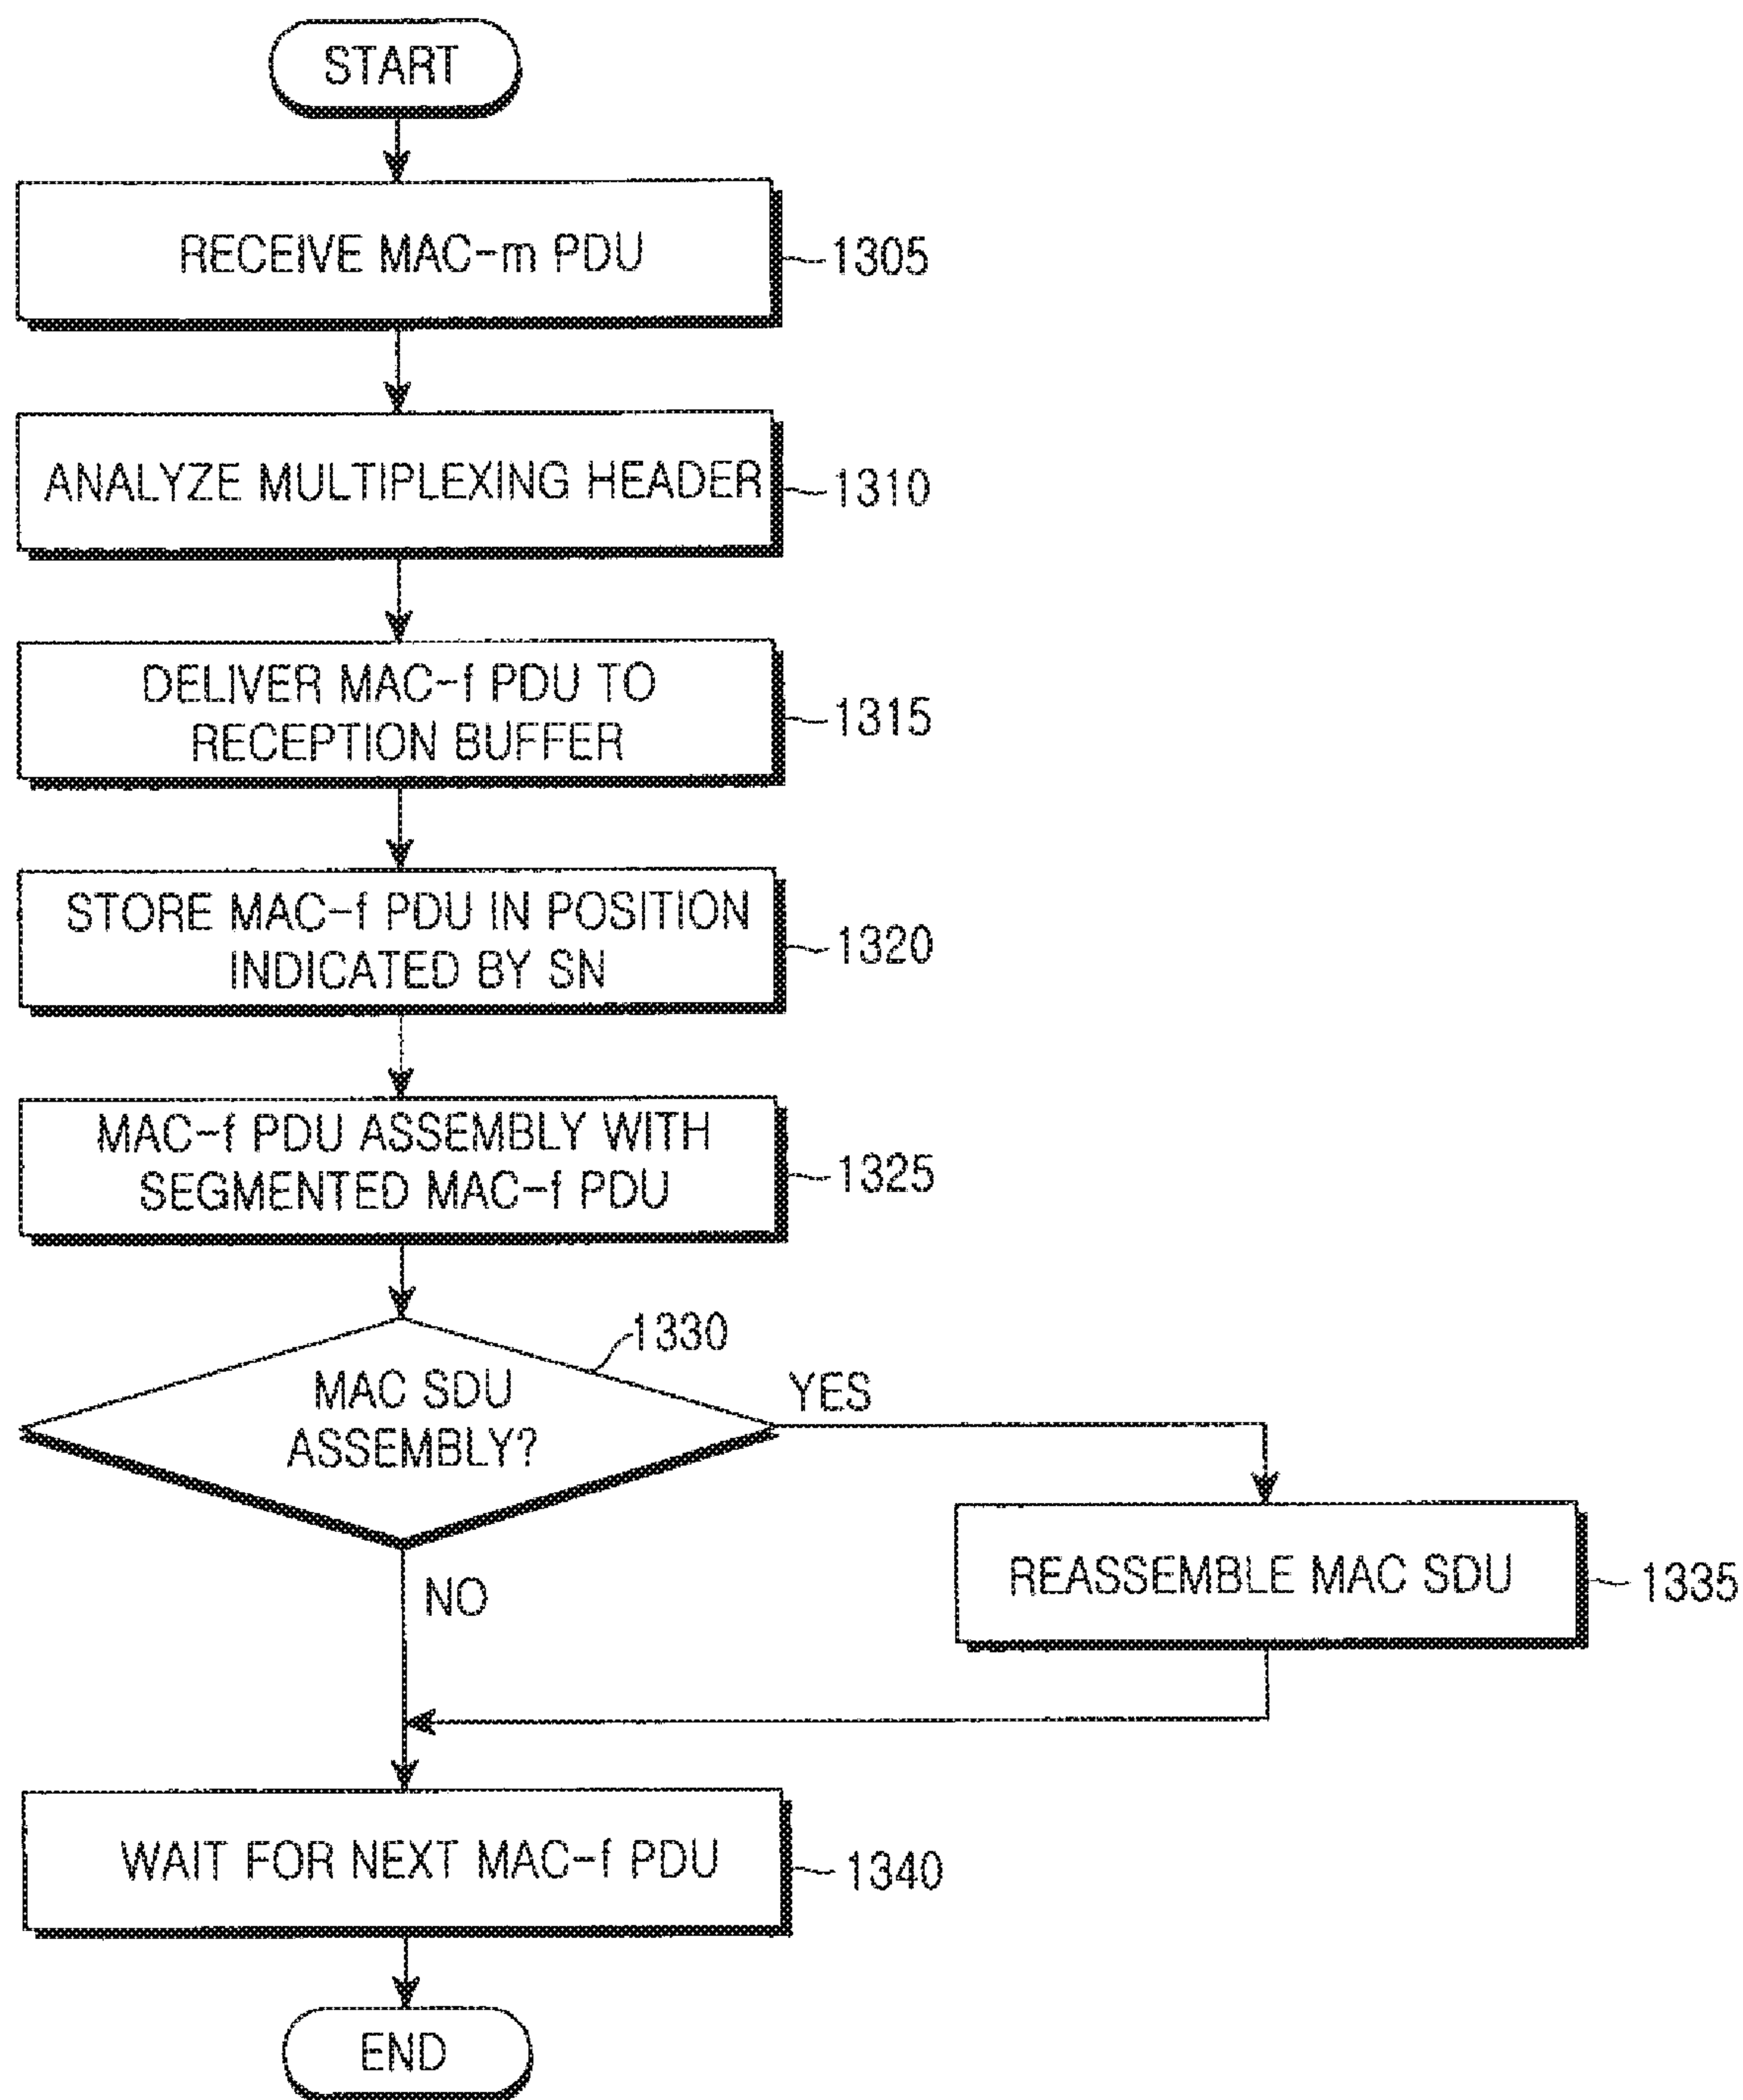 START
RECEIVE MAC-m PDU
1305
ANALYZE MULTIPLEXING HEADER
1310
DELIVER MAC-f PDU TO
RECEPTION BUFFER
1315
STORE MAC-f PDU IN POSITION
INDICATED BY SN
1320
MAC-f PDU ASSEMBLY WITH
SEGMENTED MAC-f PDU
1325
1330
MAC SDU
ASSEMBLY?
YES
NO
REASSEMBLE MAC SDU
1335
WAIT FOR NEXT MAC-f PDU
1340
END